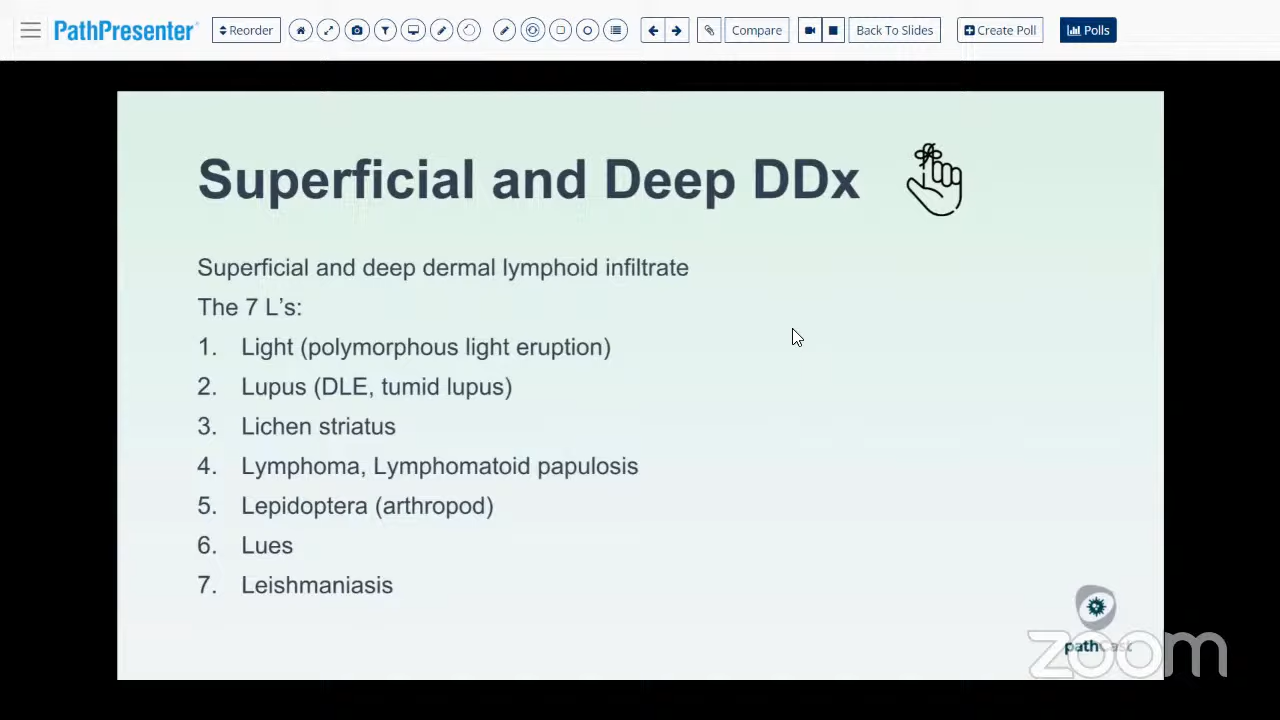 PathPresenter
Reorder
Compare
Back To Slides
Create Poll
Polls
Superficial and Deep DDx
Superficial and deep dermal lymphoid infiltrate
The 7 L's:
1. Light (polymorphous light eruption)
2. Lupus (DLE, tumid lupus)
3. Lichen striatus
4. Lymphoma, Lymphomatoid papulosis
5. Lepidoptera (arthropod)
6. Lues
7. Leishmaniasis
pathCast
zoom